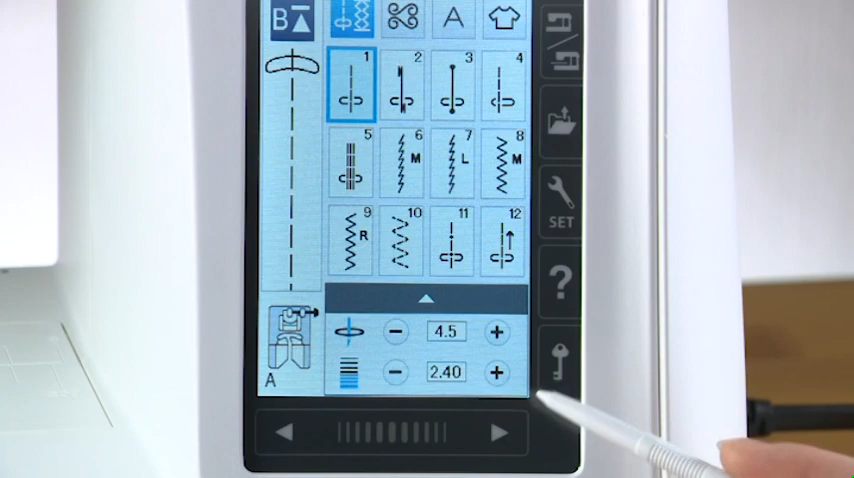 B A
1 2 3 4
5 6 M 7 L 8 M
9 R 10 11 12
SET
?
− 4.5 +
− 2.40 +
A